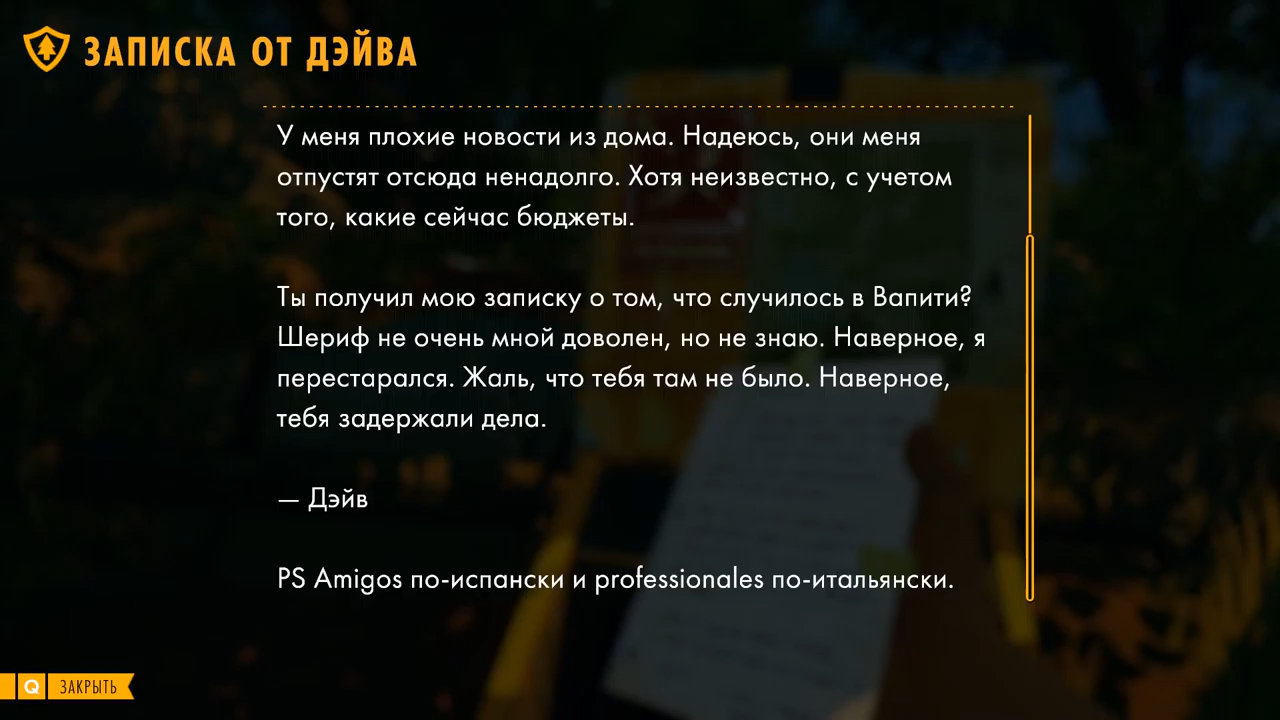 ЗАПИСКА ОТ ДЭЙВА
У меня плохие новости из дома. Надеюсь, они меня
отпустят отсюда ненадолго. Хотя неизвестно, с учетом
того, какие сейчас бюджеты.
Ты получил мою записку о том, что случилось в Вапити?
Шериф не очень мной доволен, но не знаю. Наверное, я
перестарался. Жаль, что тебя там не было. Наверное,
тебя задержали дела.
— Дэйв
PS Amigos по-испански и professionales по-итальянски.
Q ЗАКРЫТЬ